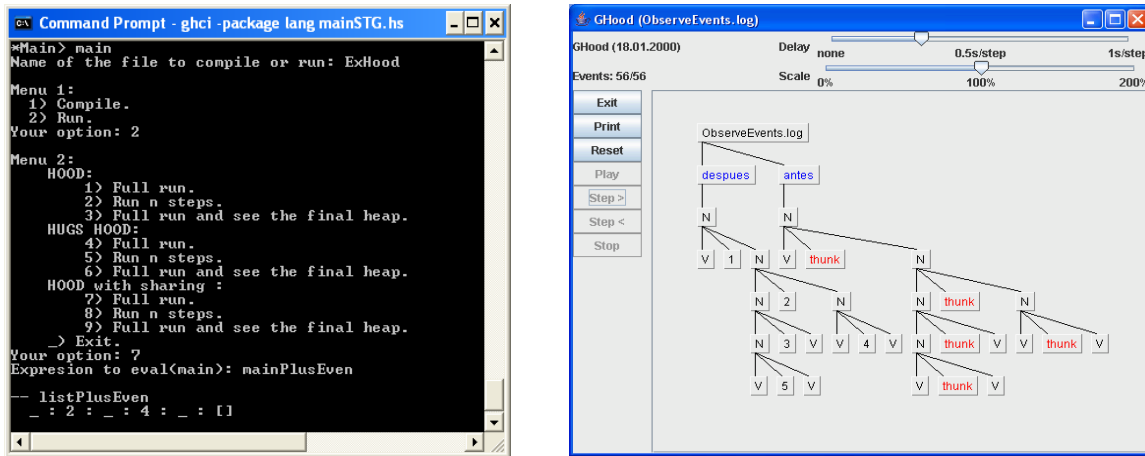 Command Prompt - ghci -package lang mainSTG.hs
*Main> main
Name of the file to compile or run: ExHood
Menu 1:
1) Compile.
2) Run.
Your option: 2
Menu 2:
HOOD:
1) Full run.
2) Run n steps.
3) Full run and see the final heap.
HUGS HOOD:
4) Full run.
5) Run n steps.
6) Full run and see the final heap.
HOOD with sharing :
7) Full run.
8) Run n steps.
9) Full run and see the final heap.
_) Exit.
Your option: 7
Expresion to eval(main): mainPlusEven
-- listPlusEven
_ : 2 : _ : 4 : _ : []
GHood (ObserveEvents.log)
GHood (18.01.2000) Delay none 0.5s/step 1s/step
Events: 56/56 Scale 0% 100% 200%
Exit
Print
Reset
Play
Step >
Step <
Stop
ObserveEvents.log
despues antes
N N
V 1 N V thunk N
N 2 N N thunk N
N 3 V V 4 V N thunk V V thunk V
V 5 V V thunk V